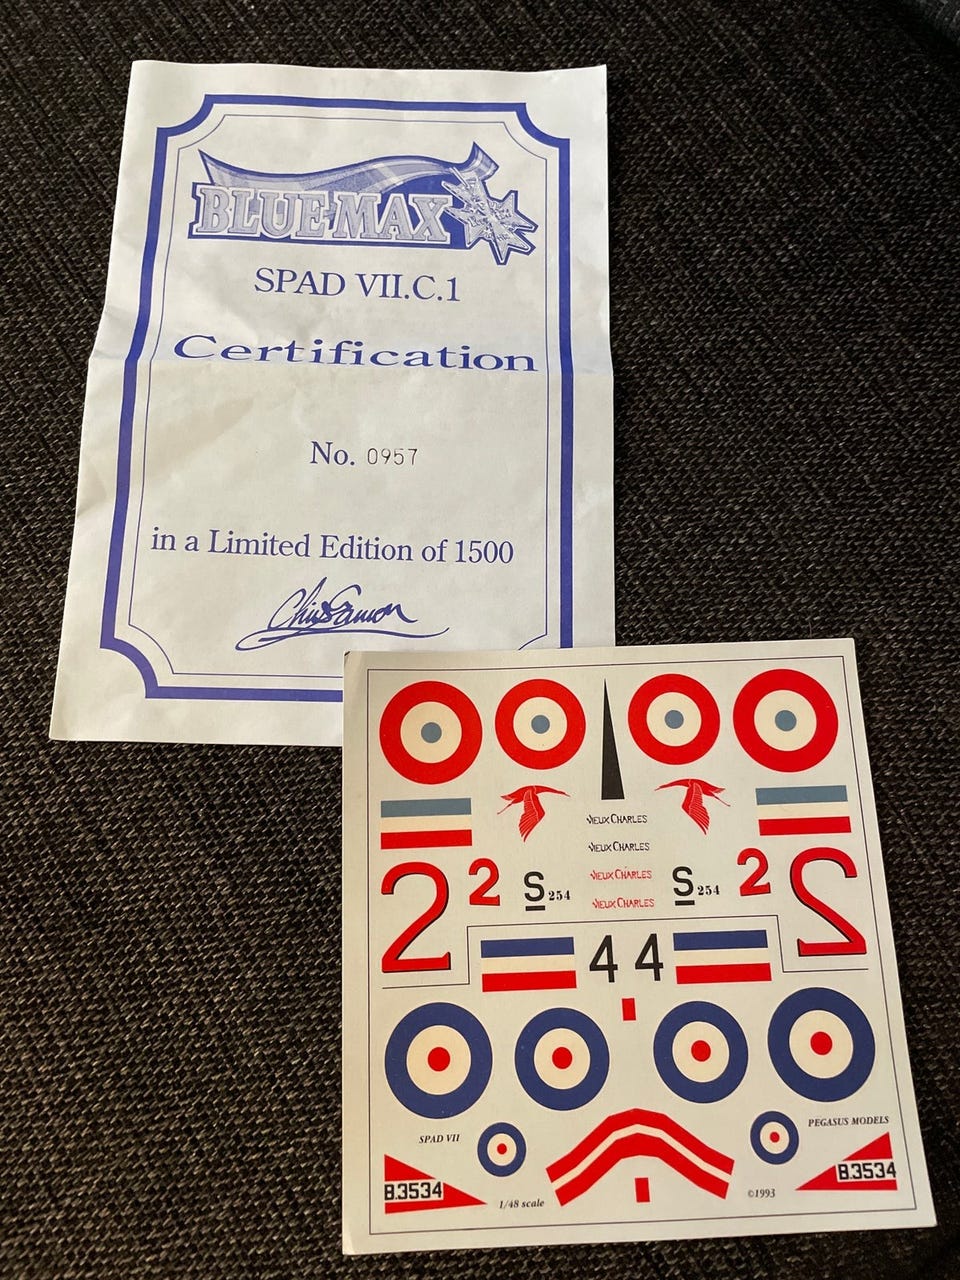 BLUE MAX
SPAD VII.C.1
Certification
No. 0957
in a Limited Edition of 1500
VIEUX CHARLES
VIEUX CHARLES
VIEUX CHARLES
VIEUX CHARLES
2 2 S 254 S 254 2 2
4 4
SPAD VII
PEGASUS MODELS
B.3534
B.3534
1/48 scale
©1993